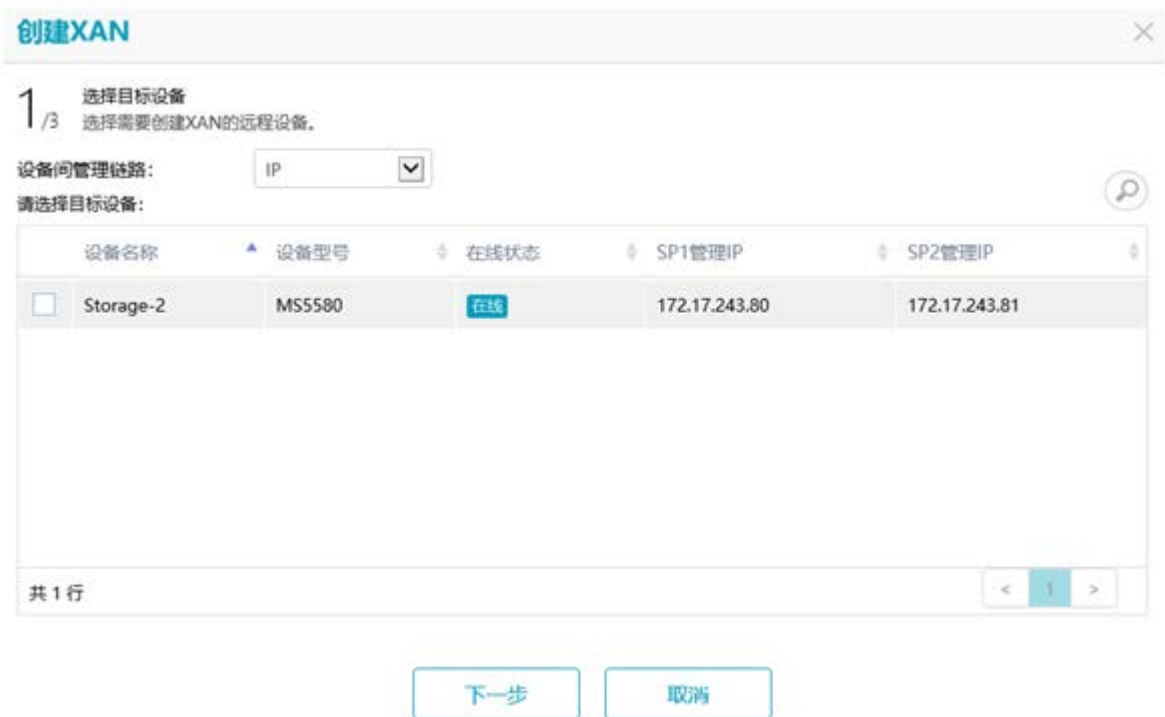 创建XAN
1/3 选择目标设备
选择需要创建XAN的远程设备。
设备间管理链路: IP
请选择目标设备:
设备名称 设备型号 在线状态 SP1管理IP SP2管理IP
Storage-2 MS5580 在线 172.17.243.80 172.17.243.81
共 1 行 < 1 >
下一步 取消